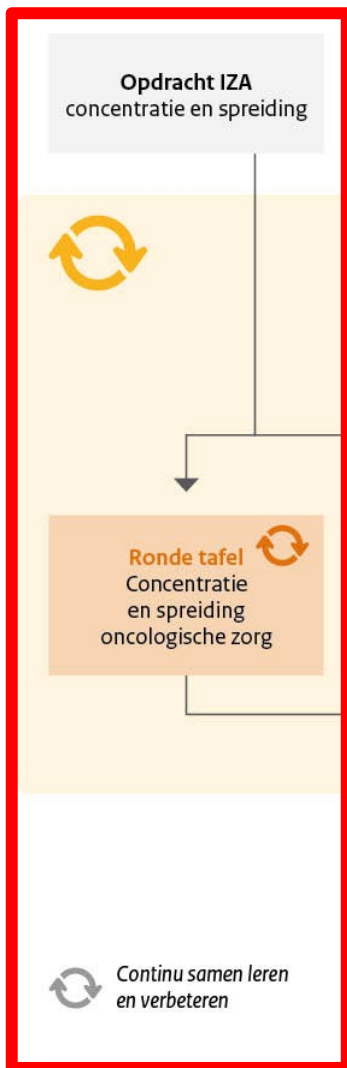 Opdracht IZA
concentratie en spreiding
Ronde tafel
Concentratie
en spreiding
oncologische zorg
Continu samen leren
en verbeteren